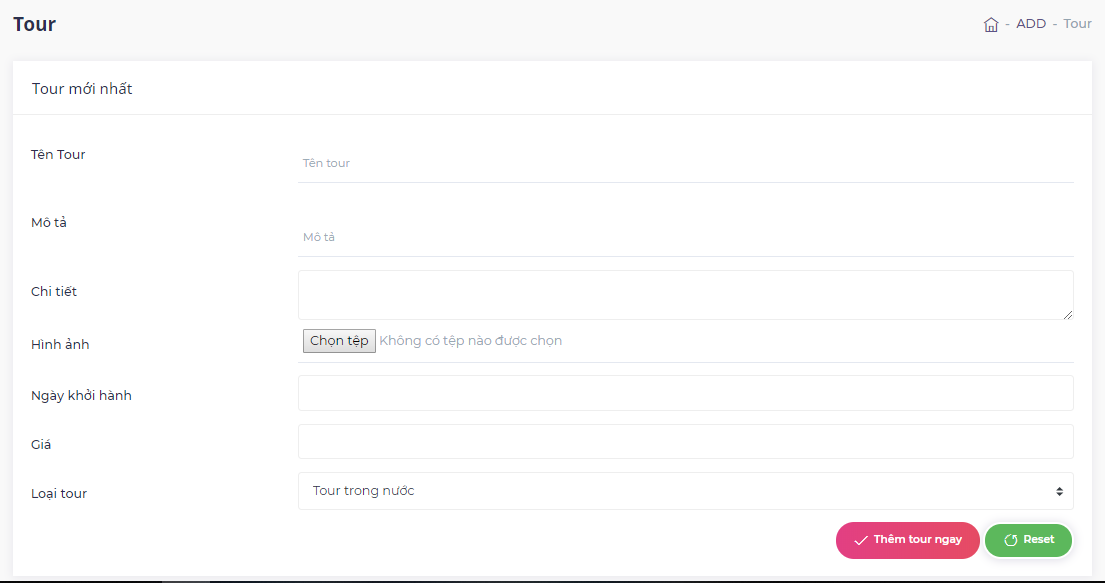 Tour
- ADD - Tour
Tour mới nhất
Tên Tour
Tên tour
Mô tả
Mô tả
Chi tiết
Hình ảnh
Chọn tệp Không có tệp nào được chọn
Ngày khởi hành
Giá
Loại tour
Tour trong nước
Thêm tour ngay
Reset